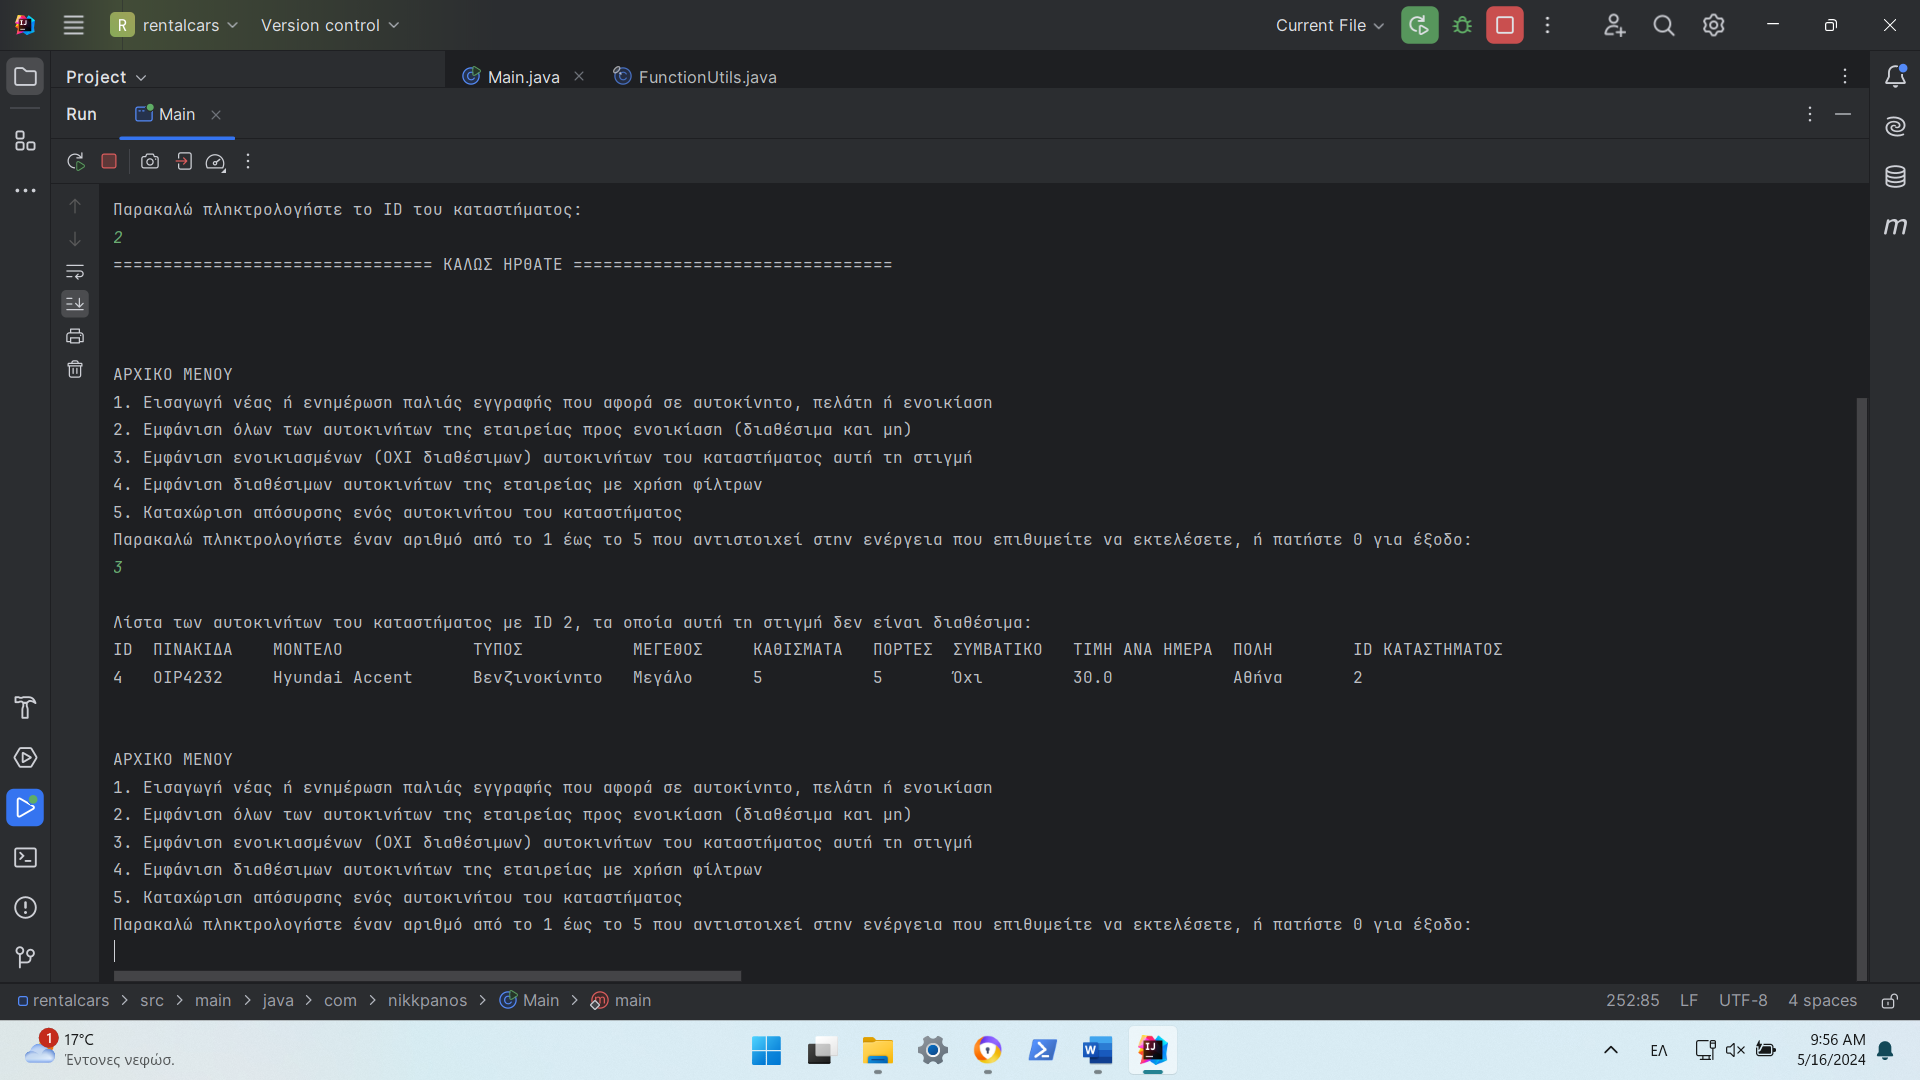 R rentalcars Version control Current File
Project Main.java FunctionUtils.java
Run Main
Παρακαλώ πληκτρολογήστε το ID του καταστήματος:
2
================================ ΚΑΛΩΣ ΗΡΘΑΤΕ ================================
ΑΡΧΙΚΟ ΜΕΝΟΥ
1. Εισαγωγή νέας ή ενημέρωση παλιάς εγγραφής που αφορά σε αυτοκίνητο, πελάτη ή ενοικίαση
2. Εμφάνιση όλων των αυτοκινήτων της εταιρείας προς ενοικίαση (διαθέσιμα και μη)
3. Εμφάνιση ενοικιασμένων (ΟΧΙ διαθέσιμων) αυτοκινήτων του καταστήματος αυτή τη στιγμή
4. Εμφάνιση διαθέσιμων αυτοκινήτων της εταιρείας με χρήση φίλτρων
5. Καταχώριση απόσυρσης ενός αυτοκινήτου του καταστήματος
Παρακαλώ πληκτρολογήστε έναν αριθμό από το 1 έως το 5 που αντιστοιχεί στην ενέργεια που επιθυμείτε να εκτελέσετε, ή πατήστε 0 για έξοδο:
3
Λίστα των αυτοκινήτων του καταστήματος με ID 2, τα οποία αυτή τη στιγμή δεν είναι διαθέσιμα:
ID ΠΙΝΑΚΙΔΑ ΜΟΝΤΕΛΟ ΤΥΠΟΣ ΜΕΓΕΘΟΣ ΚΑΘΙΣΜΑΤΑ ΠΟΡΤΕΣ ΣΥΜΒΑΤΙΚΟ ΤΙΜΗ ΑΝΑ ΗΜΕΡΑ ΠΟΛΗ ID ΚΑΤΑΣΤΗΜΑΤΟΣ
4 OIP4232 Hyundai Accent Βενζινοκίνητο Μεγάλο 5 5 Όχι 30.0 Αθήνα 2
ΑΡΧΙΚΟ ΜΕΝΟΥ
1. Εισαγωγή νέας ή ενημέρωση παλιάς εγγραφής που αφορά σε αυτοκίνητο, πελάτη ή ενοικίαση
2. Εμφάνιση όλων των αυτοκινήτων της εταιρείας προς ενοικίαση (διαθέσιμα και μη)
3. Εμφάνιση ενοικιασμένων (ΟΧΙ διαθέσιμων) αυτοκινήτων του καταστήματος αυτή τη στιγμή
4. Εμφάνιση διαθέσιμων αυτοκινήτων της εταιρείας με χρήση φίλτρων
5. Καταχώριση απόσυρσης ενός αυτοκινήτου του καταστήματος
Παρακαλώ πληκτρολογήστε έναν αριθμό από το 1 έως το 5 που αντιστοιχεί στην ενέργεια που επιθυμείτε να εκτελέσετε, ή πατήστε 0 για έξοδο:
rentalcars > src > main > java > com > nikkpanos > Main > main 252:85 LF UTF-8 4 spaces
1 17°C ΕΛ 9:56 AM
Έντονες νεφώσ. 5/16/2024